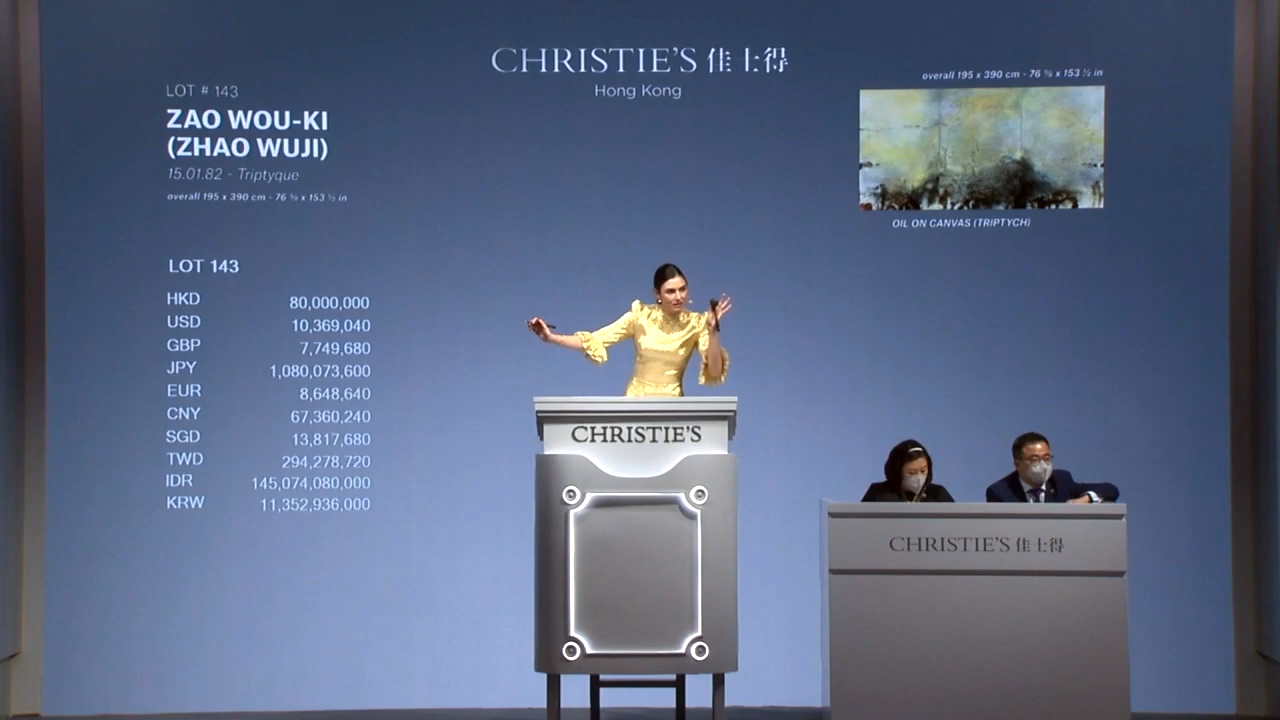 CHRISTIE'S 佳士得
Hong Kong
LOT # 143
ZAO WOU-KI
(ZHAO WUJI)
15.01.82 - Triptyque
overall 195 x 390 cm - 76 ¾ x 153 ½ in
LOT 143
HKD 80,000,000
USD 10,369,040
GBP 7,749,680
JPY 1,080,073,600
EUR 8,648,640
CNY 67,360,240
SGD 13,817,680
TWD 294,278,720
IDR 145,074,080,000
KRW 11,352,936,000
overall 195 x 390 cm - 76 ¾ x 153 ½ in
OIL ON CANVAS (TRIPTYCH)
CHRISTIE'S
CHRISTIE'S 佳士得